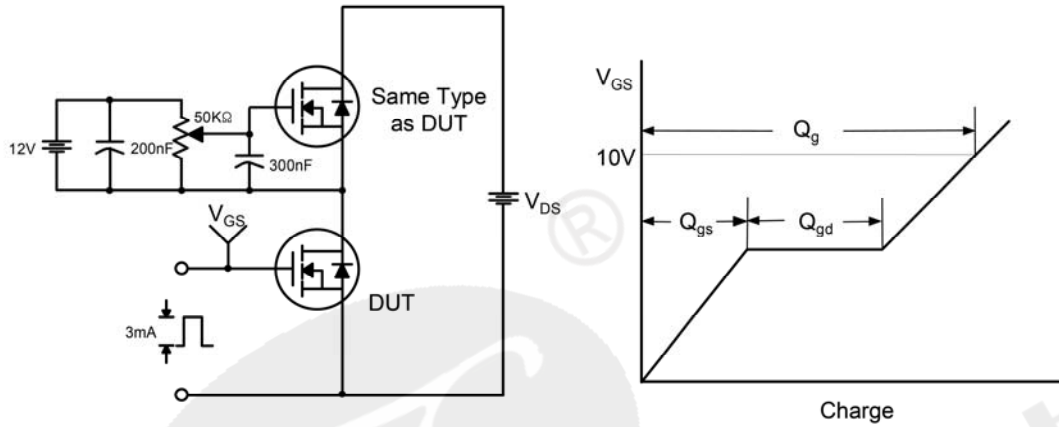 Same Type
as DUT
50KΩ
12V
200nF
300nF
V_GS
V_DS
DUT
3mA
®
V_GS
Q_g
10V
Q_gs
Q_gd
Charge